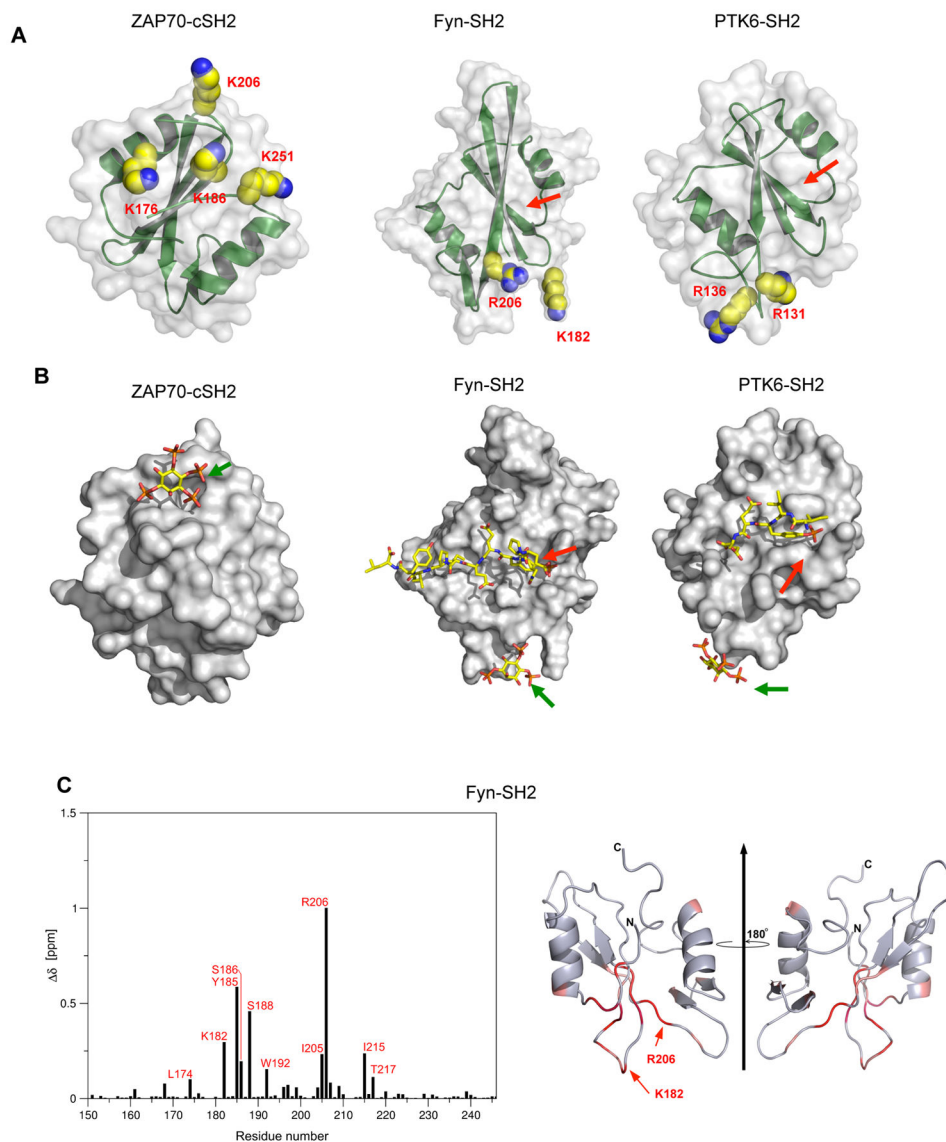 ZAP70-cSH2 Fyn-SH2 PTK6-SH2
A
K206
K251
K176 K186
R206
K182
R136
R131
B
ZAP70-cSH2 Fyn-SH2 PTK6-SH2
C
Fyn-SH2
1.5
1
0.5
0
Δδ [ppm]
R206
S186
Y185
S188
K182
I205
I215
L174
W192
T217
150 160 170 180 190 200 210 220 230 240
Residue number
C
N
180°
R206
K182
C
N